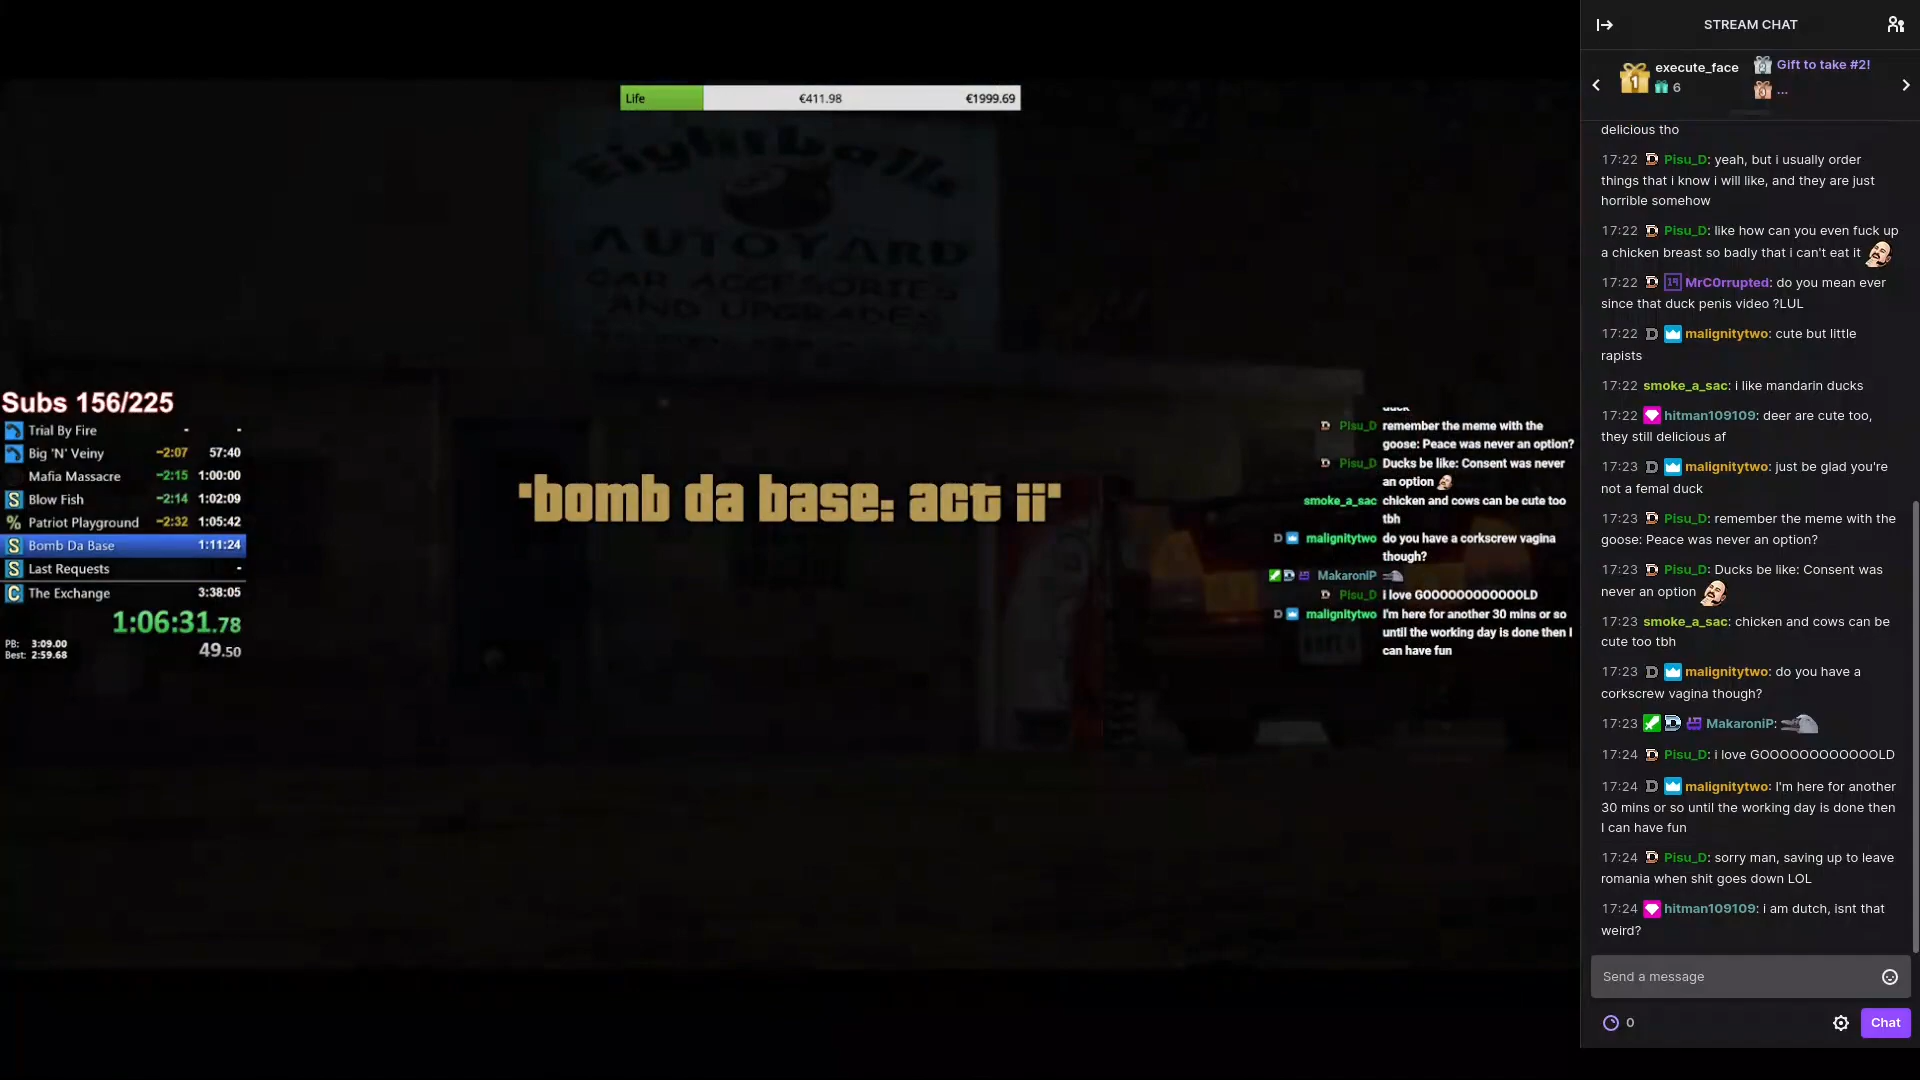 Life €411.98 €1999.69
Eightballs
AUTOYARD
CAR ACCESORIES
AND UPGRADES
Subs 156/225
Trial By Fire - -
Big 'N' Veiny −2:07 57:40
Mafia Massacre −2:15 1:00:00
Blow Fish −2:14 1:02:09
Patriot Playground −2:32 1:05:42
Bomb Da Base 1:11:24
Last Requests -
The Exchange 3:38:05
1:06:31.78
PB: 3:09.00
Best: 2:59.68
49.50
'bomb da base: act ii'
duck
Pisu_D remember the meme with the
goose: Peace was never an option?
Pisu_D Ducks be like: Consent was never
an option
smoke_a_sac chicken and cows can be cute too
tbh
malignitytwo do you have a corkscrew vagina
though?
MakaroniP
Pisu_D i love GOOOOOOOOOOOOLD
malignitytwo I'm here for another 30 mins or so
until the working day is done then I
can have fun
STREAM CHAT
execute_face
6
Gift to take #2!
...
delicious tho
17:22 Pisu_D: yeah, but i usually order
things that i know i will like, and they are just
horrible somehow
17:22 Pisu_D: like how can you even fuck up
a chicken breast so badly that i can't eat it
17:22 MrC0rrupted: do you mean ever
since that duck penis video ?LUL
17:22 malignitytwo: cute but little
rapists
smoke_a_sac: i like mandarin ducks
17:22 hitman109109: deer are cute too,
they still delicious af
17:23 malignitytwo: just be glad you're
not a femal duck
17:23 Pisu_D: remember the meme with the
goose: Peace was never an option?
17:23 Pisu_D: Ducks be like: Consent was
never an option
17:23 smoke_a_sac: chicken and cows can be
cute too tbh
17:23 malignitytwo: do you have a
corkscrew vagina though?
17:23 MakaroniP:
17:24 Pisu_D: i love GOOOOOOOOOOOOLD
17:24 malignitytwo: I'm here for another
30 mins or so until the working day is done then
I can have fun
17:24 Pisu_D: sorry man, saving up to leave
romania when shit goes down LOL
17:24 hitman109109: i am dutch, isnt that
weird?
Send a message
0
Chat